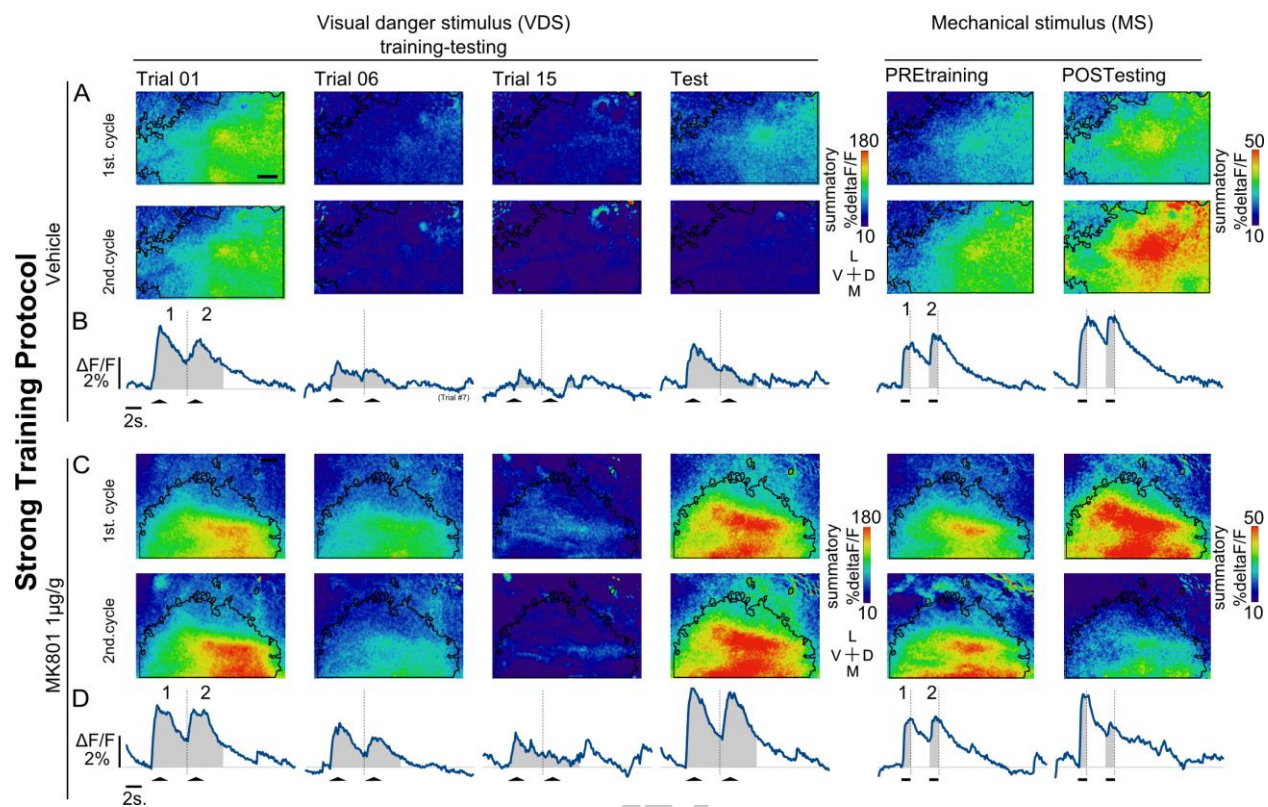 Visual danger stimulus (VDS)
training-testing
Mechanical stimulus (MS)
Trial 01
Trial 06
Trial 15
Test
PREtraining
POSTesting
Strong Training Protocol
Vehicle
A
1st. cycle
2nd.cycle
180
summatory
%deltaF/F
10
L
V D
M
50
summatory
%deltaF/F
10
B
1 2
1 2
ΔF/F
2%
(Trial #7)
2s.
MK801 1µg/g
C
1st. cycle
2nd.cycle
180
summatory
%deltaF/F
10
L
V D
M
50
summatory
%deltaF/F
10
D
1 2
1 2
ΔF/F
2%
2s.